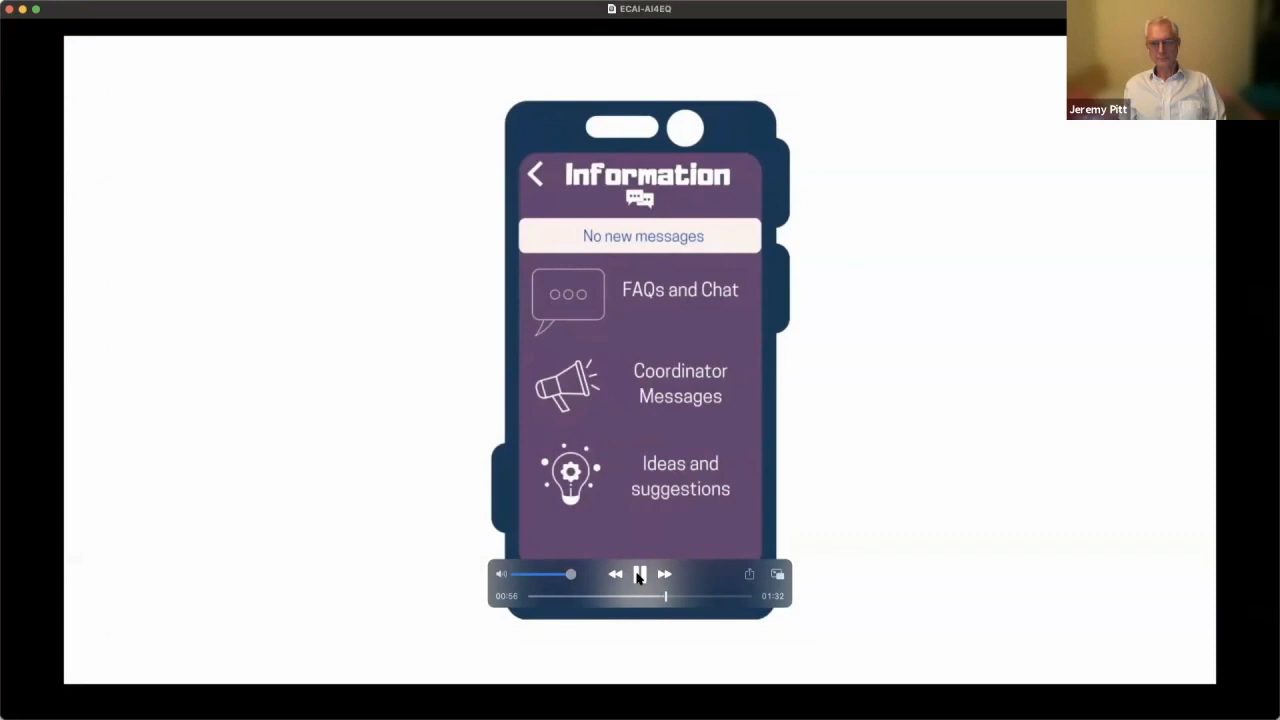 ECAI-AI4EQ
Jeremy Pitt
Information
No new messages
FAQs and Chat
Coordinator
Messages
Ideas and
suggestions
00:56
01:32